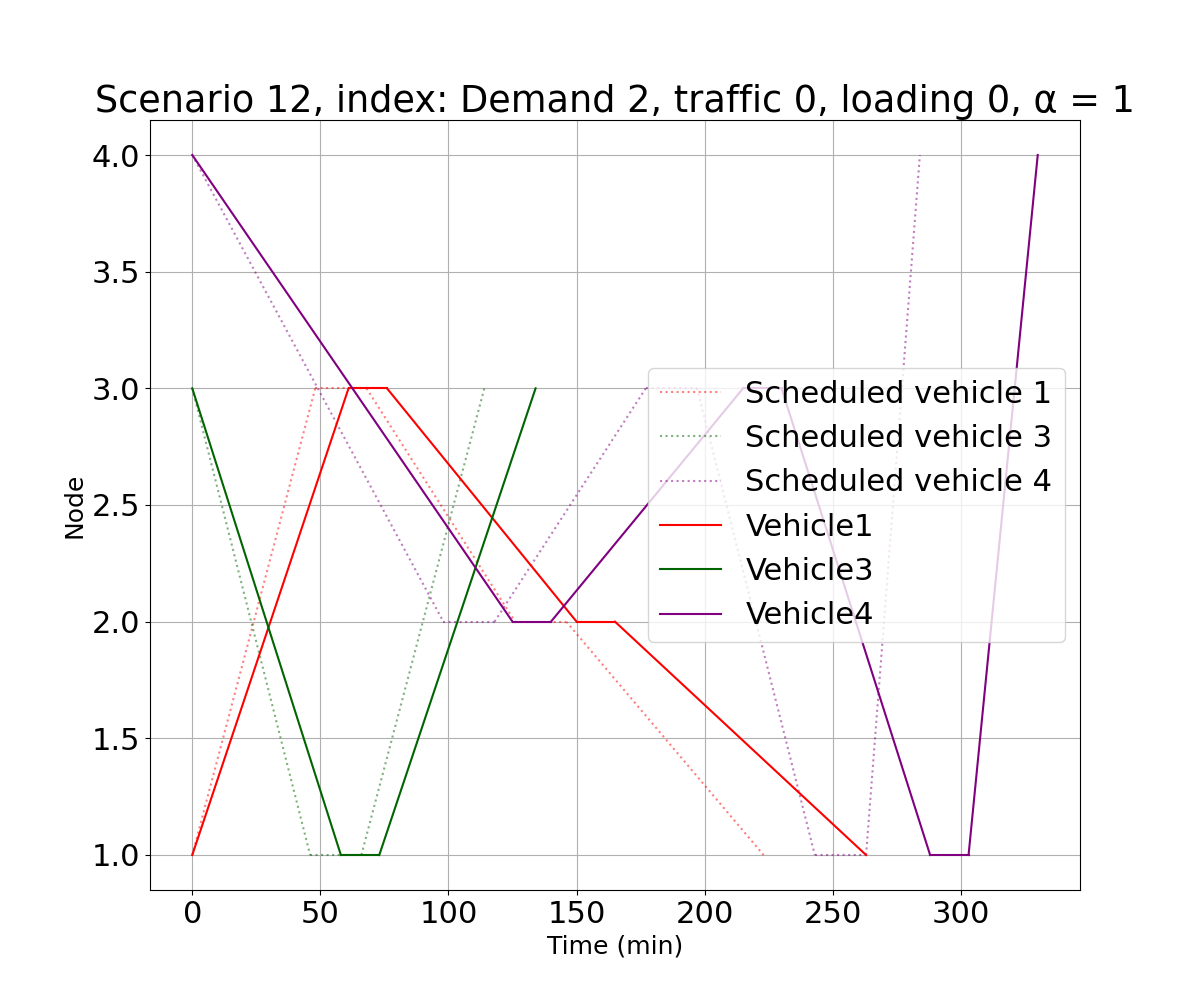 Scenario 12, index: Demand 2, traffic 0, loading 0, α = 1
4.0
3.5
3.0
2.5
2.0
1.5
1.0
Node
Scheduled vehicle 1
Scheduled vehicle 3
Scheduled vehicle 4
Vehicle1
Vehicle3
Vehicle4
0 50 100 150 200 250 300
Time (min)